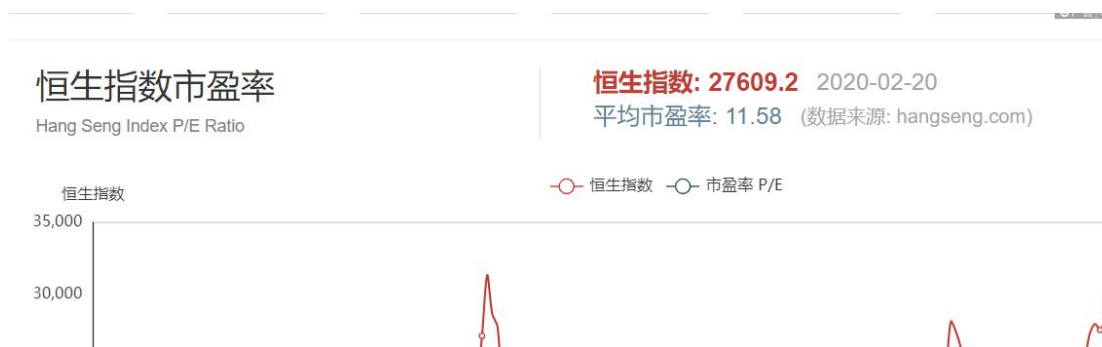 恒生指数市盈率
Hang Seng Index P/E Ratio
恒生指数: 27609.2 2020-02-20
平均市盈率: 11.58 (数据来源: hangseng.com)
恒生指数 市盈率 P/E
恒生指数
35,000
30,000